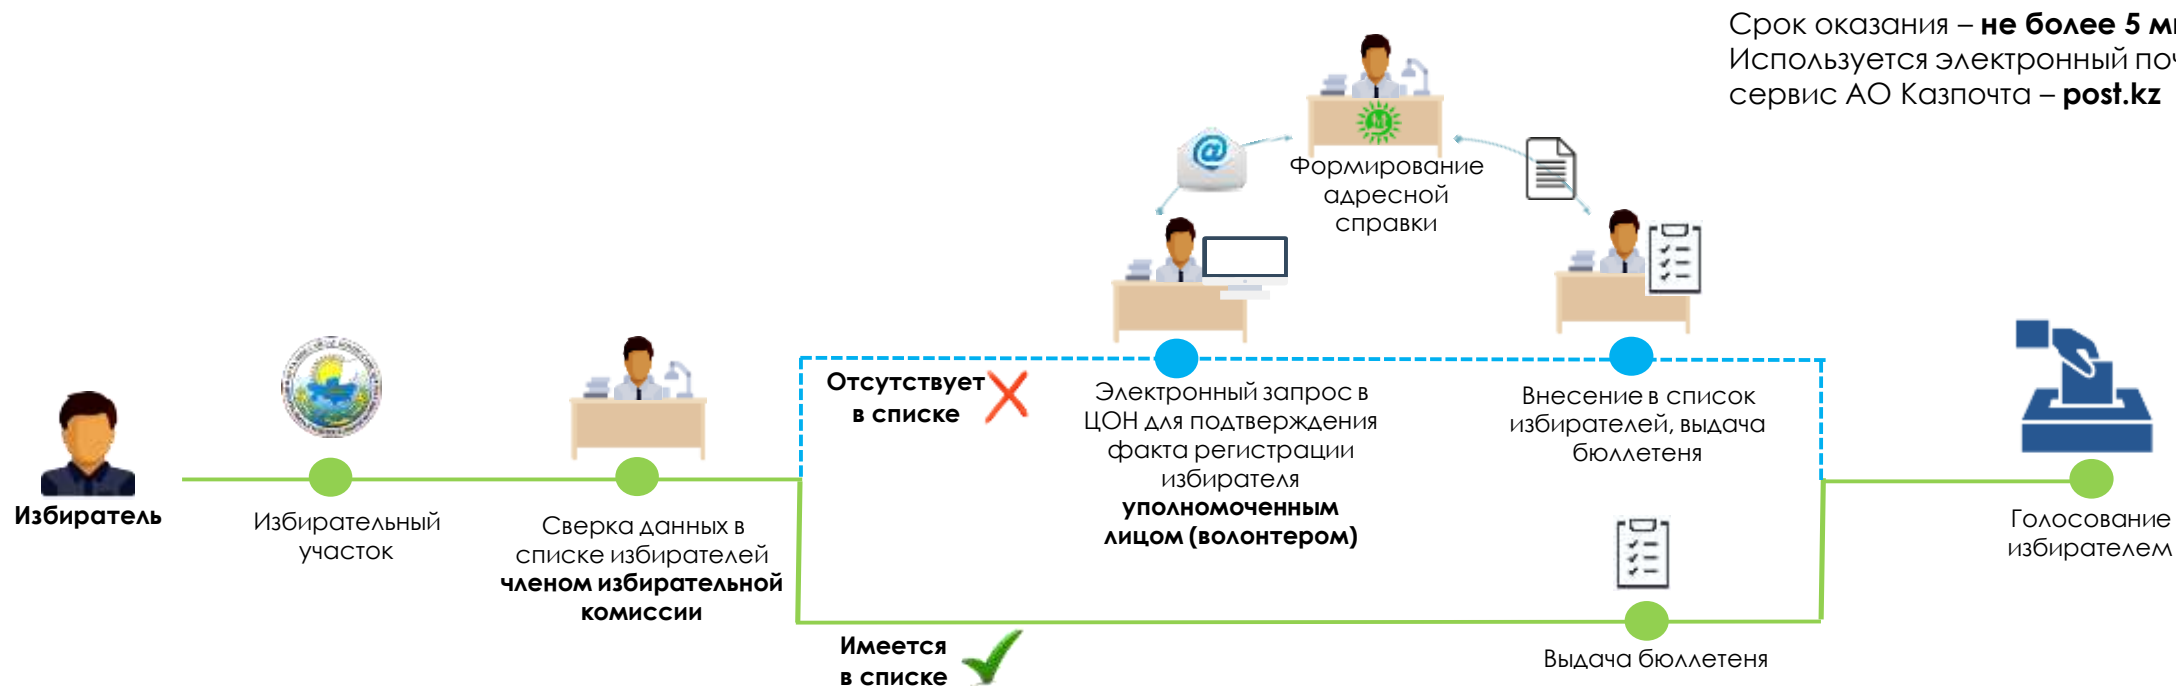 Срок оказания – не более 5
Используется электронный
сервис АО Казпочта – post.kz
Формирование
адресной
справки
Отсутствует
в списке
Электронный запрос в
ЦОН для подтверждения
факта регистрации
избирателя
уполномоченным
лицом (волонтером)
Внесение в список
избирателей, выдача
бюллетеня
Избиратель
Избирательный
участок
Сверка данных в
списке избирателей
членом избирательной
комиссии
Голосование
избирателем
Имеется
в списке
Выдача бюллетеня